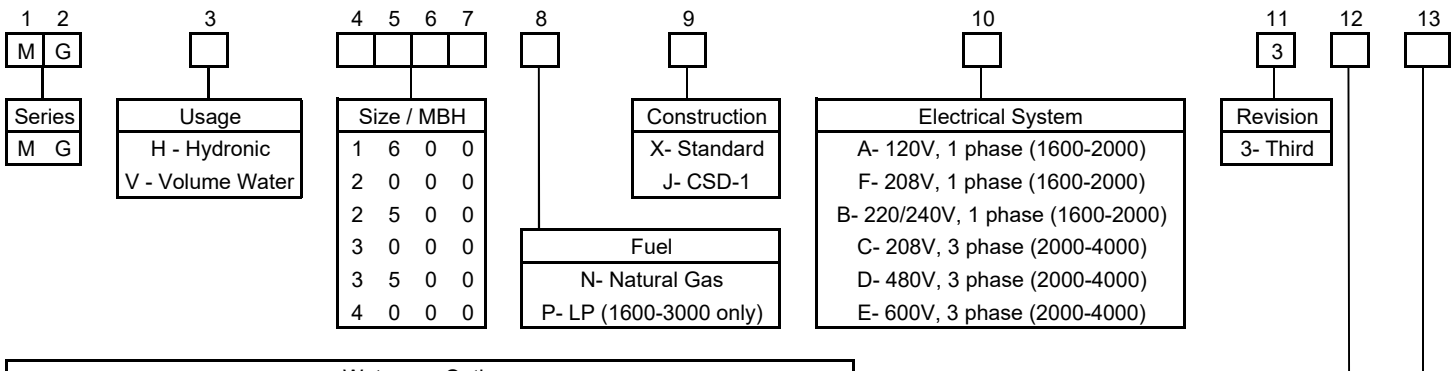 1 2 3 4 5 6 7 8 9 10 11 12 13
M G 3
Series
M G
Usage
H - Hydronic
V - Volume Water
Size / MBH
1 6 0 0
2 0 0 0
2 5 0 0
3 0 0 0
3 5 0 0
4 0 0 0
Fuel
N- Natural Gas
P- LP (1600-3000 only)
Construction
X- Standard
J- CSD-1
Electrical System
A- 120V, 1 phase (1600-2000)
F- 208V, 1 phase (1600-2000)
B- 220/240V, 1 phase (1600-2000)
C- 208V, 3 phase (2000-4000)
D- 480V, 3 phase (2000-4000)
E- 600V, 3 phase (2000-4000)
Revision
3- Third